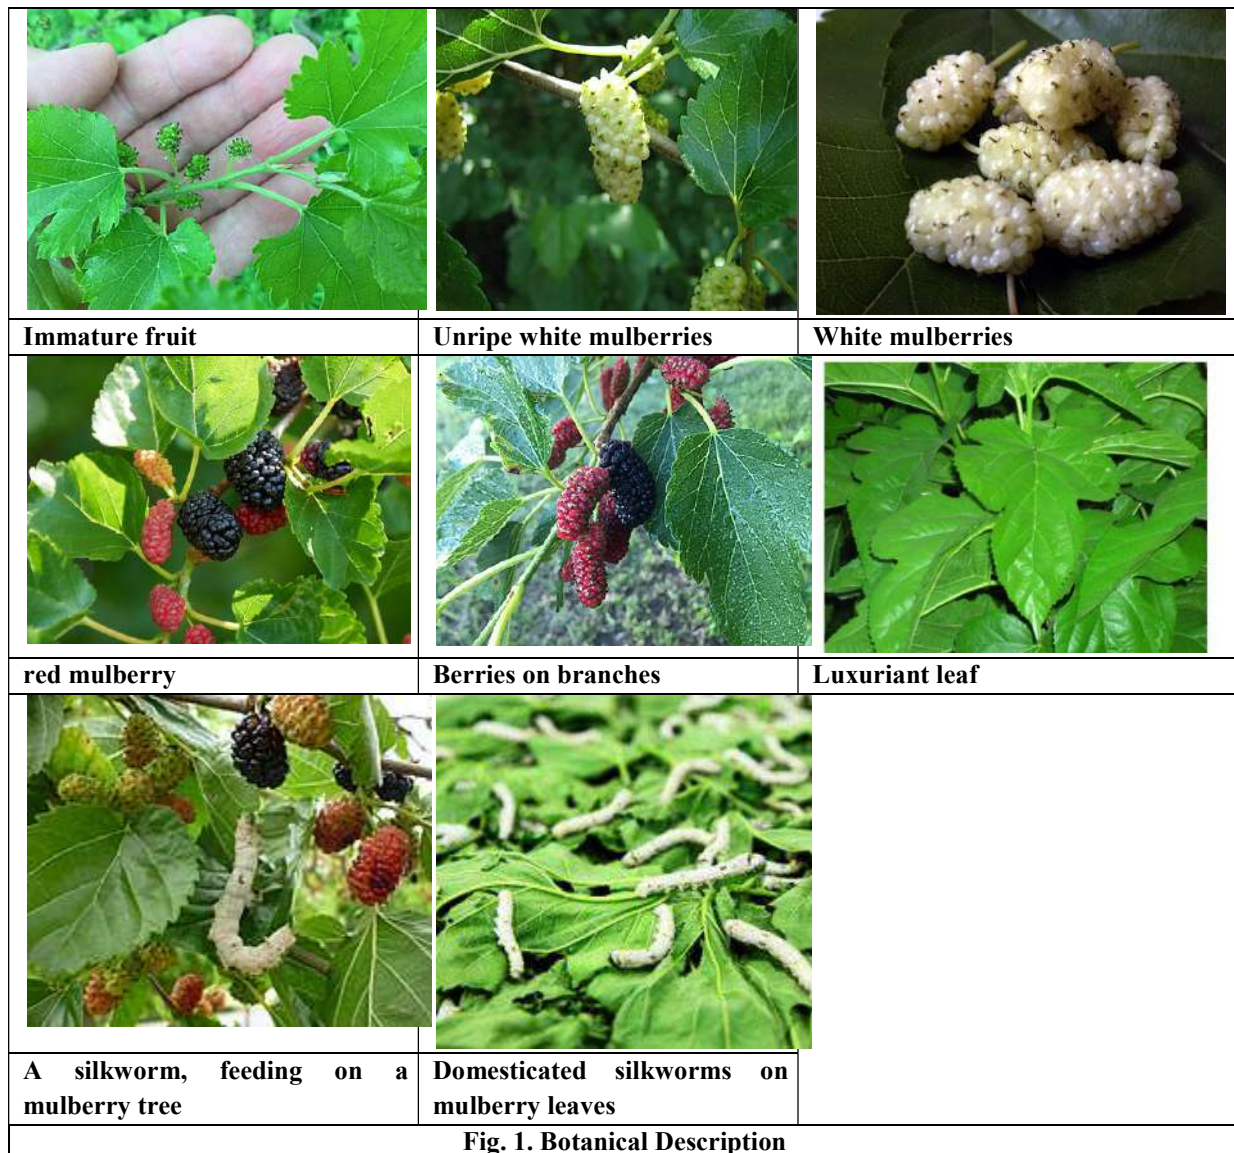 Immature fruit
Unripe white mulberries
White mulberries
red mulberry
Berries on branches
Luxuriant leaf
A silkworm, feeding on a
mulberry tree
Domesticated silkworms on
mulberry leaves
Fig. 1. Botanical Description